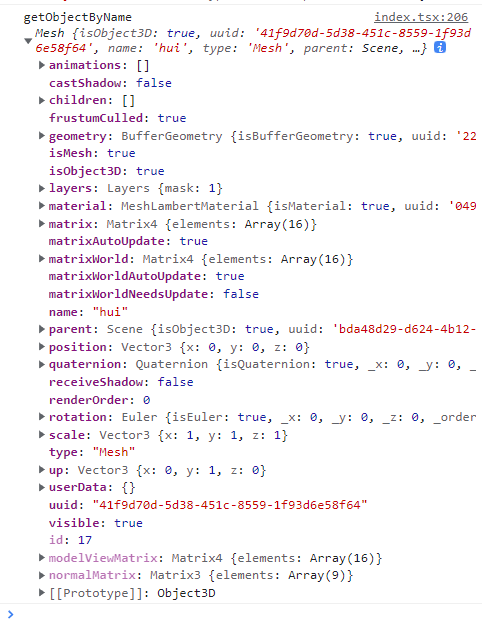 getObjectByName index.tsx:206
Mesh {isObject3D: true, uuid: '41f9d70d-5d38-451c-8559-1f93d
6e58f64', name: 'hui', type: 'Mesh', parent: Scene, …}
animations: []
castShadow: false
children: []
frustumCulled: true
geometry: BufferGeometry {isBufferGeometry: true, uuid: '22
isMesh: true
isObject3D: true
layers: Layers {mask: 1}
material: MeshLambertMaterial {isMaterial: true, uuid: '049
matrix: Matrix4 {elements: Array(16)}
matrixAutoUpdate: true
matrixWorld: Matrix4 {elements: Array(16)}
matrixWorldAutoUpdate: true
matrixWorldNeedsUpdate: false
name: "hui"
parent: Scene {isObject3D: true, uuid: 'bda48d29-d624-4b12-
position: Vector3 {x: 0, y: 0, z: 0}
quaternion: Quaternion {isQuaternion: true, _x: 0, _y: 0, _
receiveShadow: false
renderOrder: 0
rotation: Euler {isEuler: true, _x: 0, _y: 0, _z: 0, _order
scale: Vector3 {x: 1, y: 1, z: 1}
type: "Mesh"
up: Vector3 {x: 0, y: 1, z: 0}
userData: {}
uuid: "41f9d70d-5d38-451c-8559-1f93d6e58f64"
visible: true
id: 17
modelViewMatrix: Matrix4 {elements: Array(16)}
normalMatrix: Matrix3 {elements: Array(9)}
[[Prototype]]: Object3D